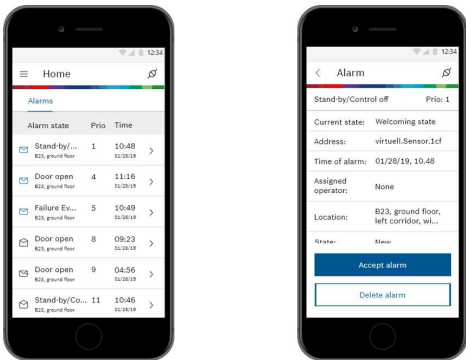 12:34
Home
Alarms
Alarm state Prio Time
Stand-by/... 1 10:48
B23, ground floor 01/28/19
Door open 4 11:16
B23, ground floor 01/28/19
Failure Ev... 5 10:49
B23, ground floor 01/28/19
Door open 8 09:23
B23, ground floor 01/28/19
Door open 9 04:56
B23, ground floor 01/28/19
Stand-by/Co... 11 10:46
B23, ground floor 01/28/19
12:34
Alarm
Stand-by/Control off Prio: 1
Current state: Welcoming state
Address: virtuell.Sensor.1cf
Time of alarm: 01/28/19, 10.48
Assigned
operator: None
Location: B23, ground floor,
left corridor, wi...
State: New
Accept alarm
Delete alarm